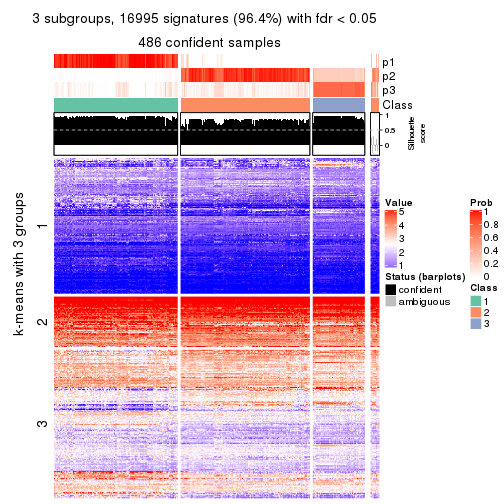 3 subgroups, 16995 signatures (96.4%) with fdr < 0.05
486 confident samples
p1
p2
p3
Class
1
0.5
0
Silhouette
score
k-means with 3 groups
1
2
3
Value
5
4
3
2
1
Status (barplots)
confident
ambiguous
Prob
1
0.8
0.6
0.4
0.2
0
Class
1
2
3